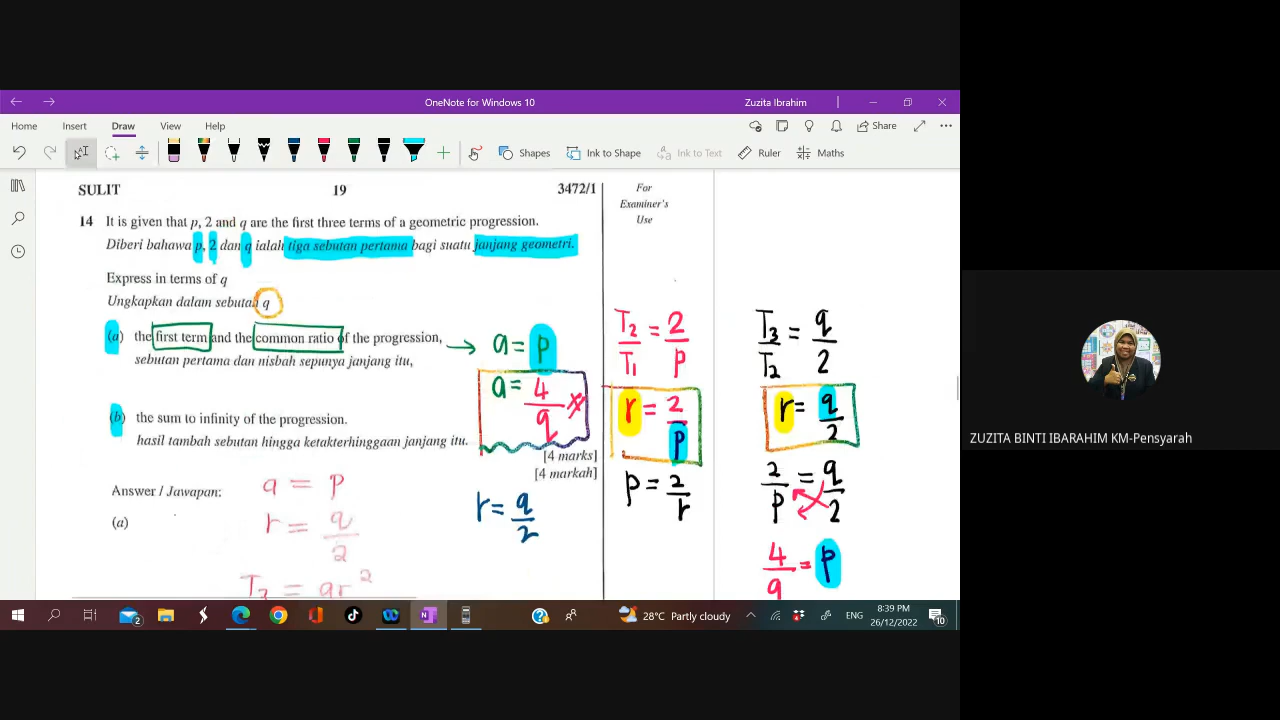 OneNote for Windows 10
Zuzita Ibrahim
Home Insert Draw View Help
Share
Shapes Ink to Shape Ink to Text Ruler Maths
SULIT 19 3472/1
For
Examiner's
Use
14 It is given that p, 2 and q are the first three terms of a geometric progression.
Diberi bahawa p, 2 dan q ialah tiga sebutan pertama bagi suatu janjang geometri.
Express in terms of q
Ungkapkan dalam sebutan q
(a) the first term and the common ratio of the progression,
sebutan pertama dan nisbah sepunya janjang itu,
(b) the sum to infinity of the progression.
hasil tambah sebutan hingga ketakterhinggaan janjang itu.
[4 marks]
[4 markah]
Answer / Jawapan:
(a)
a = p
r = q/2
T3 = ar^2
→ a = p
a = 4/q
r = q/2
T2/T1 = 2/p
r = 2/p
p = 2/r
T3/T2 = q/2
r = q/2
2/p = q/2
4/q = p
ZUZITA BINTI IBARAHIM KM-Pensyarah
2
28°C Partly cloudy
ENG
8:39 PM
26/12/2022
10